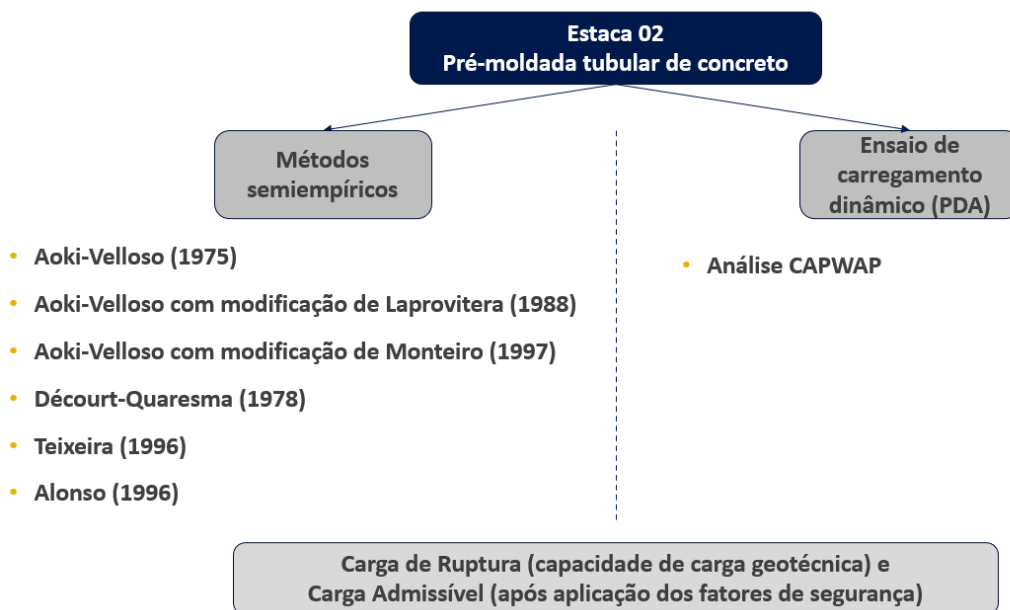 Estaca 02
Pré-moldada tubular de concreto
Métodos
semiempíricos
Ensaio de
carregamento
dinâmico (PDA)
• Aoki-Velloso (1975)
• Aoki-Velloso com modificação de Laprovitera (1988)
• Aoki-Velloso com modificação de Monteiro (1997)
• Décourt-Quaresma (1978)
• Teixeira (1996)
• Alonso (1996)
• Análise CAPWAP
Carga de Ruptura (capacidade de carga geotécnica) e
Carga Admissível (após aplicação dos fatores de segurança)